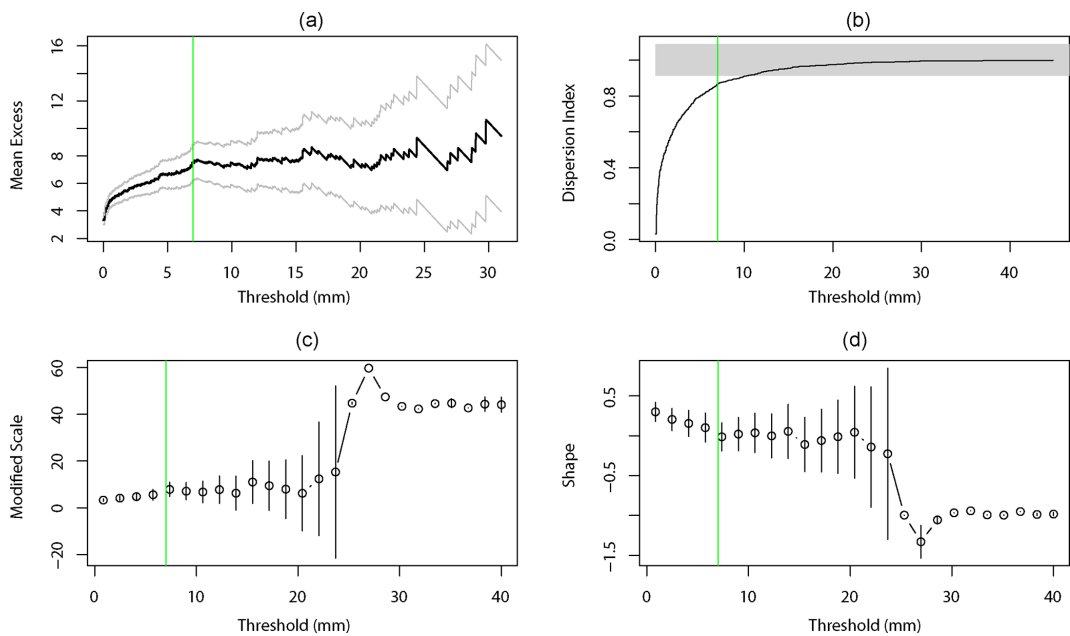 (a)
Mean Excess
16
12
8
6
4
2
0 5 10 15 20 25 30
Threshold (mm)
(b)
Dispersion Index
0.8
0.4
0.0
0 10 20 30 40
Threshold (mm)
(c)
Modified Scale
60
40
20
0
−20
0 10 20 30 40
Threshold (mm)
(d)
Shape
0.5
−0.5
−1.5
0 10 20 30 40
Threshold (mm)